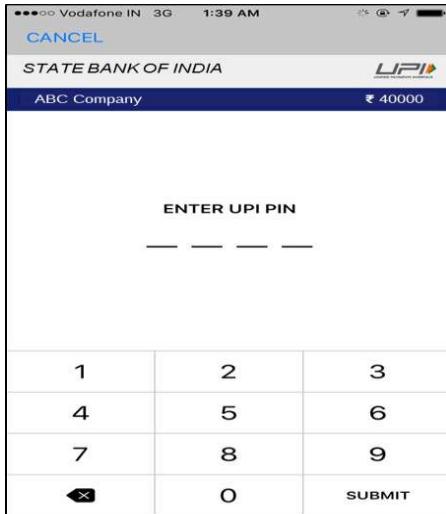 Vodafone IN 3G 1:39 AM
CANCEL
STATE BANK OF INDIA UPI
ABC Company ₹ 40000
ENTER UPI PIN
1 2 3
4 5 6
7 8 9
0 SUBMIT